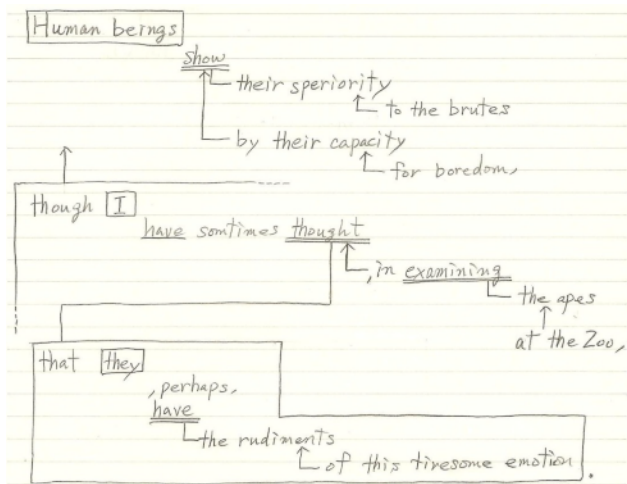 Human beings
show
their speriority
to the brutes
by their capacity
for boredom,
though I
have somtimes thought
, in examining
the apes
at the Zoo,
that they
, perhaps,
have
the rudiments
of this tiresome emotion.